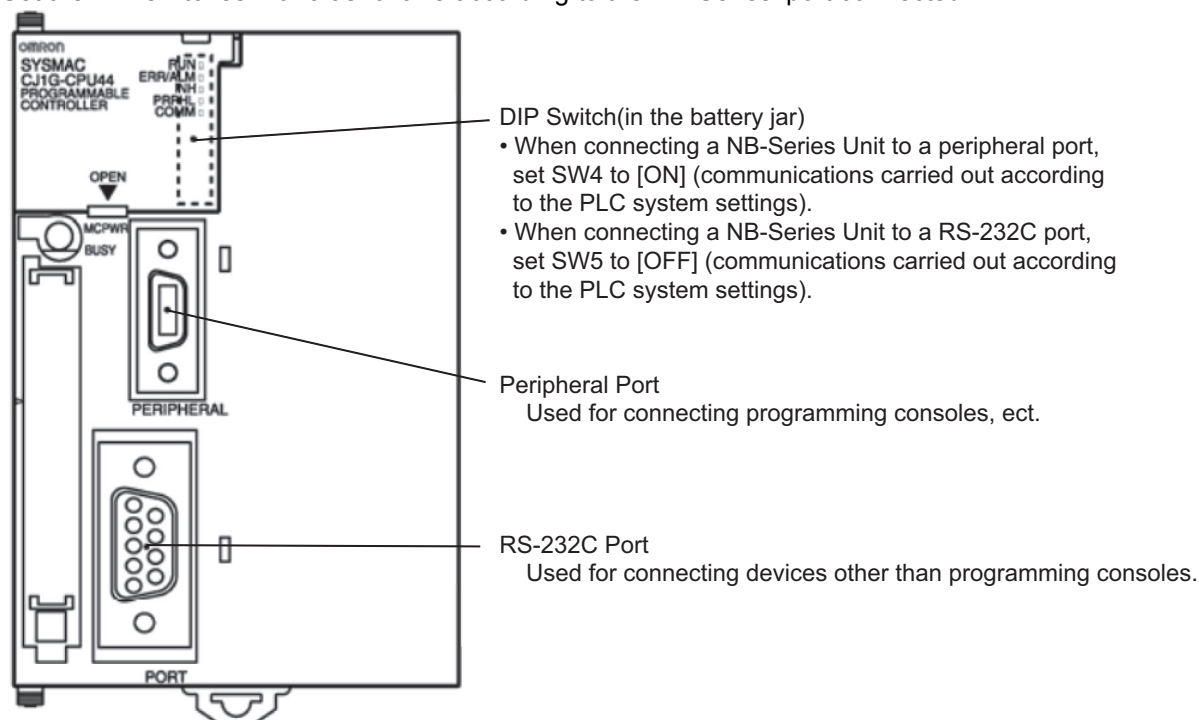 OMRON
SYSMAC
CJ1G-CPU44
PROGRAMMABLE
CONTROLLER
RUN
ERR/ALM
INH
PRPHL
COMM
OPEN
MCPWR
BUSY
PERIPHERAL
PORT
DIP Switch(in the battery jar)
• When connecting a NB-Series Unit to a peripheral port,
set SW4 to [ON] (communications carried out according
to the PLC system settings).
• When connecting a NB-Series Unit to a RS-232C port,
set SW5 to [OFF] (communications carried out according
to the PLC system settings).
Peripheral Port
Used for connecting programming consoles, ect.
RS-232C Port
Used for connecting devices other than programming consoles.